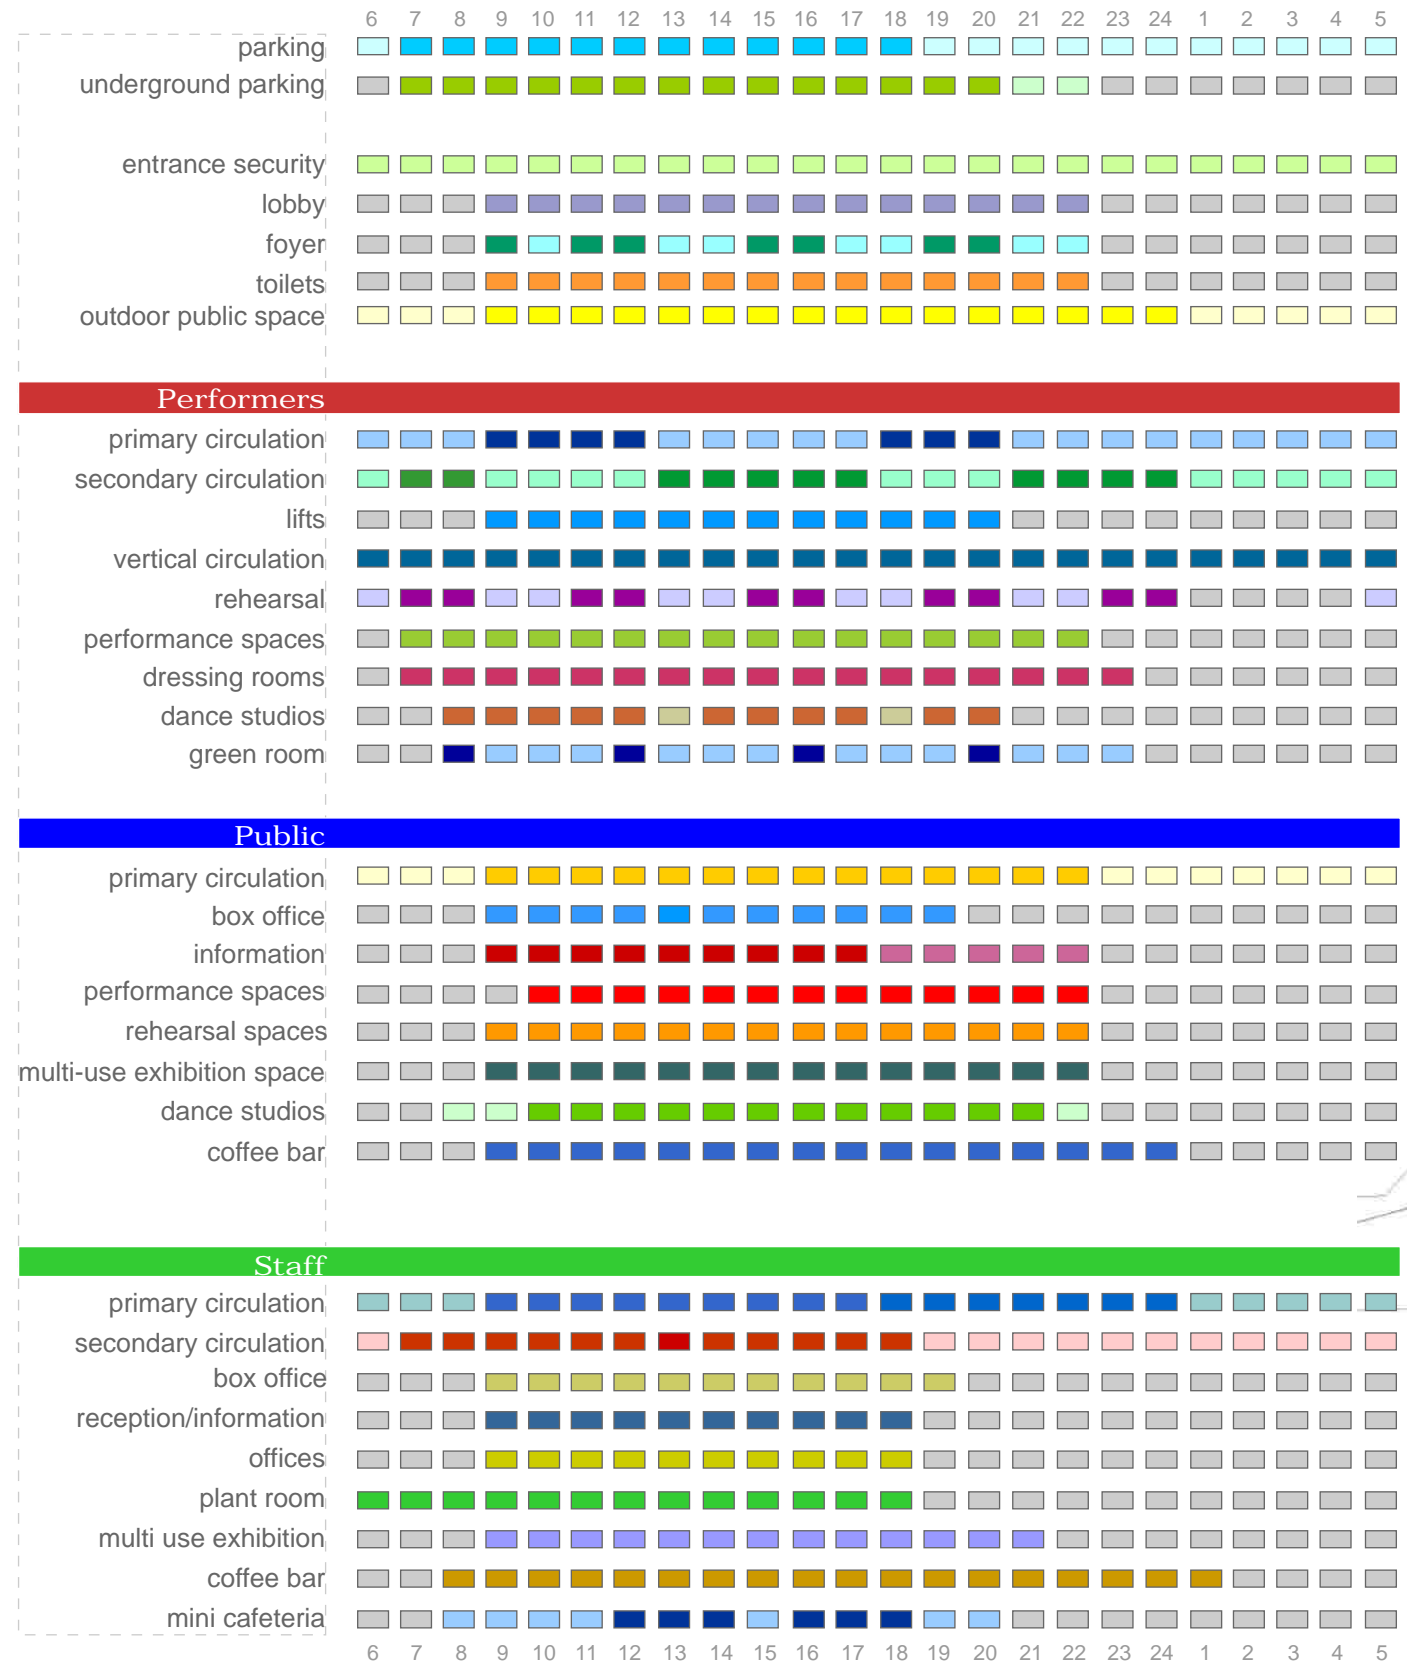 6 7 8 9 10 11 12 13 14 15 16 17 18 19 20 21 22 23 24 1 2 3 4 5
parking
underground parking
entrance security
lobby
foyer
toilets
outdoor public space
Performers
primary circulation
secondary circulation
lifts
vertical circulation
rehearsal
performance spaces
dressing rooms
dance studios
green room
Public
primary circulation
box office
information
performance spaces
rehearsal spaces
multi-use exhibition space
dance studios
coffee bar
Staff
primary circulation
secondary circulation
box office
reception/information
offices
plant room
multi use exhibition
coffee bar
mini cafeteria
6 7 8 9 10 11 12 13 14 15 16 17 18 19 20 21 22 23 24 1 2 3 4 5